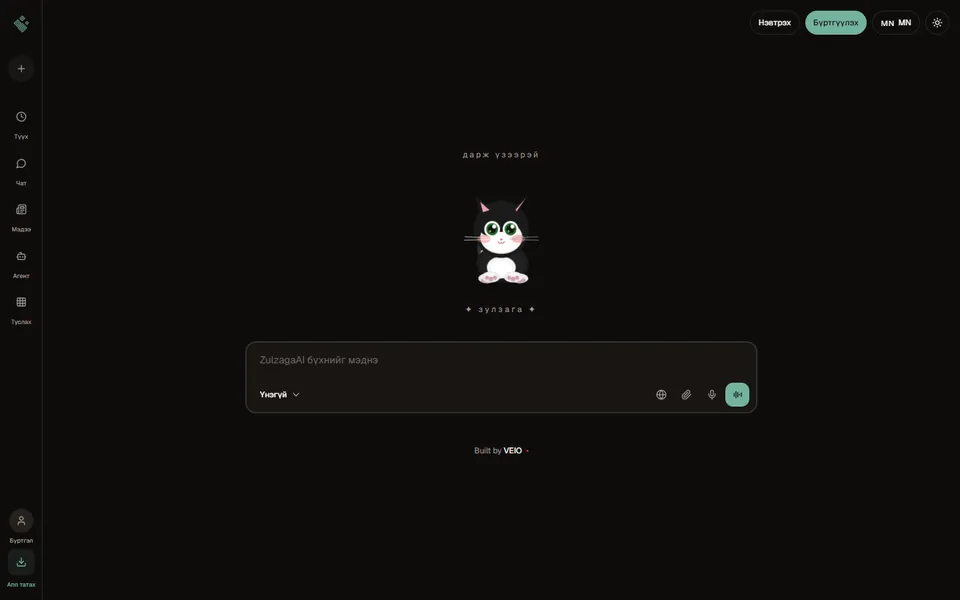 Нэвтрэх
Бүртгүүлэх
MN MN
Түүх
Чат
Мэдээ
Агент
Туслах
дарж үзээрэй
✦ зулзага ✦
ZulzagaAI бүхнийг мэднэ
Үнэгүй
Built by VEIO
Бүртгэл
Апп татах